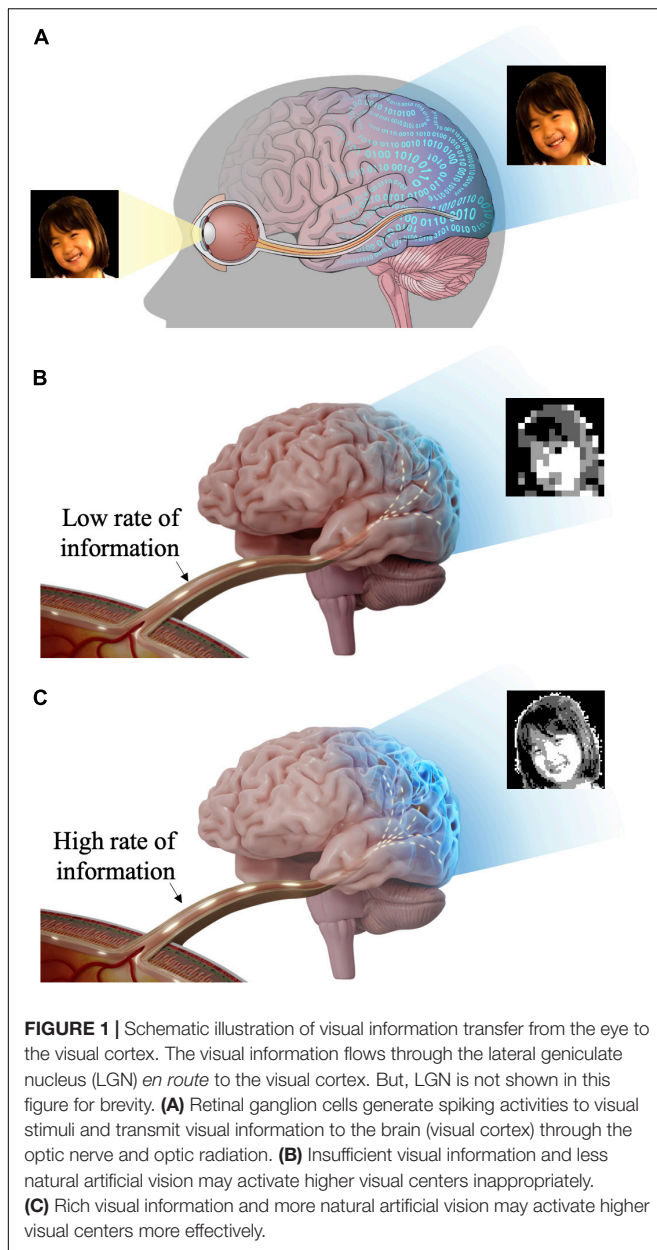 A
B
Low rate of
information
C
High rate of
information
FIGURE 1 | Schematic illustration of visual information transfer from the eye to
the visual cortex. The visual information flows through the lateral geniculate
nucleus (LGN) en route to the visual cortex. But, LGN is not shown in this
figure for brevity. (A) Retinal ganglion cells generate spiking activities to visual
stimuli and transmit visual information to the brain (visual cortex) through the
optic nerve and optic radiation. (B) Insufficient visual information and less
natural artificial vision may activate higher visual centers inappropriately.
(C) Rich visual information and more natural artificial vision may activate higher
visual centers more effectively.